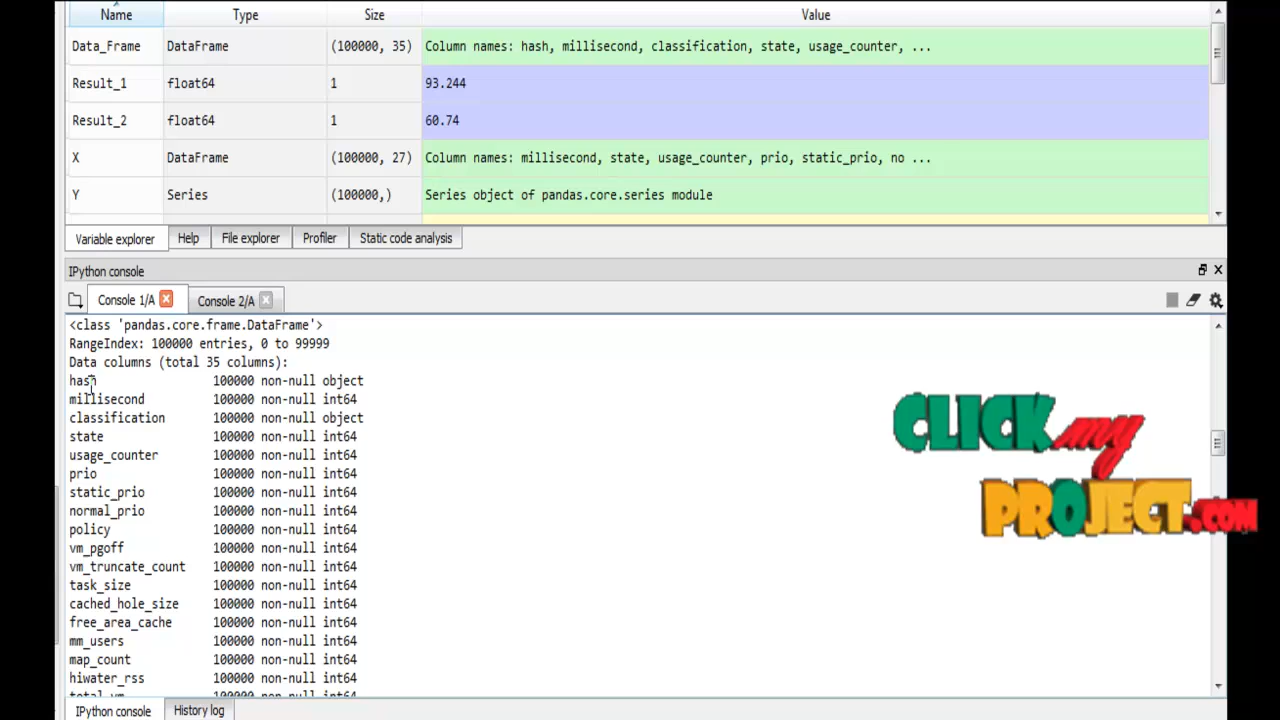 Name Type Size Value
Data_Frame DataFrame (100000, 35) Column names: hash, millisecond, classification, state, usage_counter, ...
Result_1 float64 1 93.244
Result_2 float64 1 60.74
X DataFrame (100000, 27) Column names: millisecond, state, usage_counter, prio, static_prio, no ...
Y Series (100000,) Series object of pandas.core.series module
Variable explorer Help File explorer Profiler Static code analysis
IPython console
Console 1/A Console 2/A
<class 'pandas.core.frame.DataFrame'>
RangeIndex: 100000 entries, 0 to 99999
Data columns (total 35 columns):
hash 100000 non-null object
millisecond 100000 non-null int64
classification 100000 non-null object
state 100000 non-null int64
usage_counter 100000 non-null int64
prio 100000 non-null int64
static_prio 100000 non-null int64
normal_prio 100000 non-null int64
policy 100000 non-null int64
vm_pgoff 100000 non-null int64
vm_truncate_count 100000 non-null int64
task_size 100000 non-null int64
cached_hole_size 100000 non-null int64
free_area_cache 100000 non-null int64
mm_users 100000 non-null int64
map_count 100000 non-null int64
hiwater_rss 100000 non-null int64
total_vm 100000 non-null int64
CLICK my
PROJECT.COM
IPython console History log